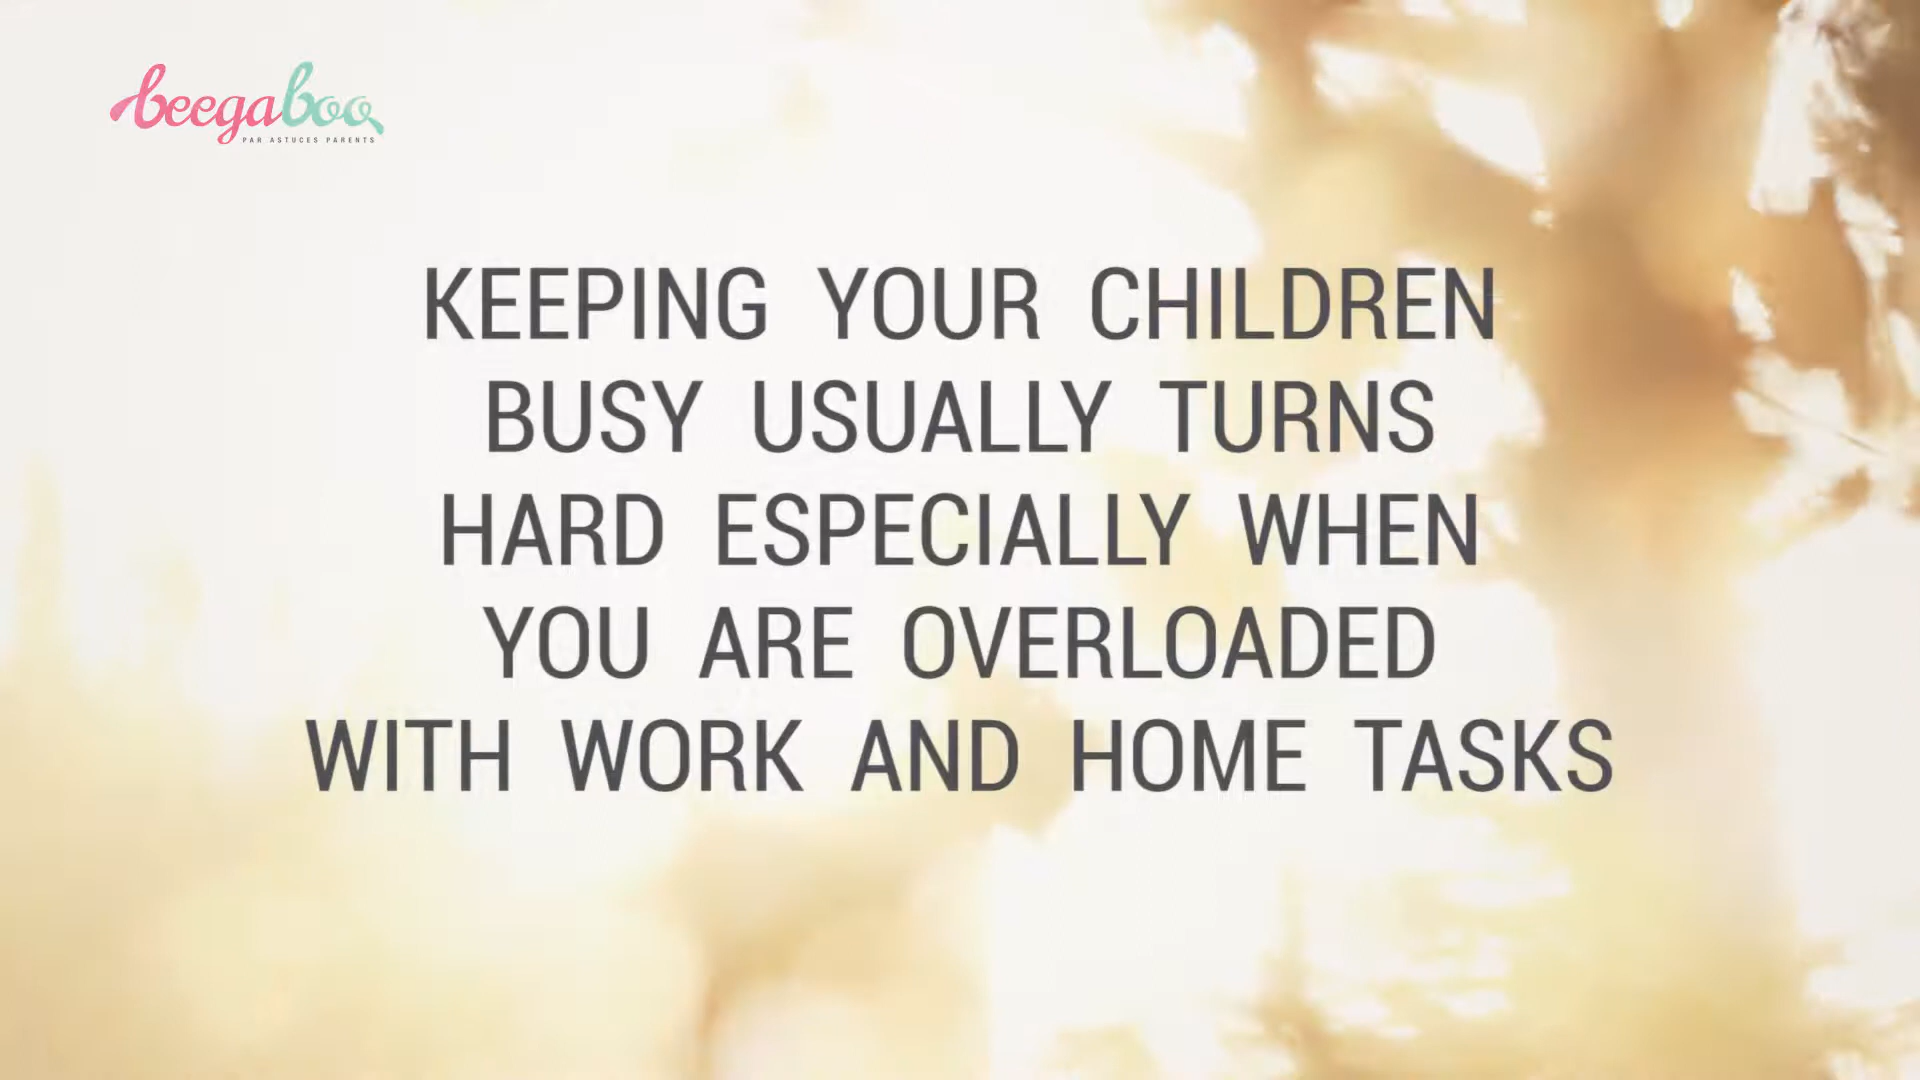 beegaboo
PAR ASTUCES PARENTS
KEEPING YOUR CHILDREN
BUSY USUALLY TURNS
HARD ESPECIALLY WHEN
YOU ARE OVERLOADED
WITH WORK AND HOME TASKS